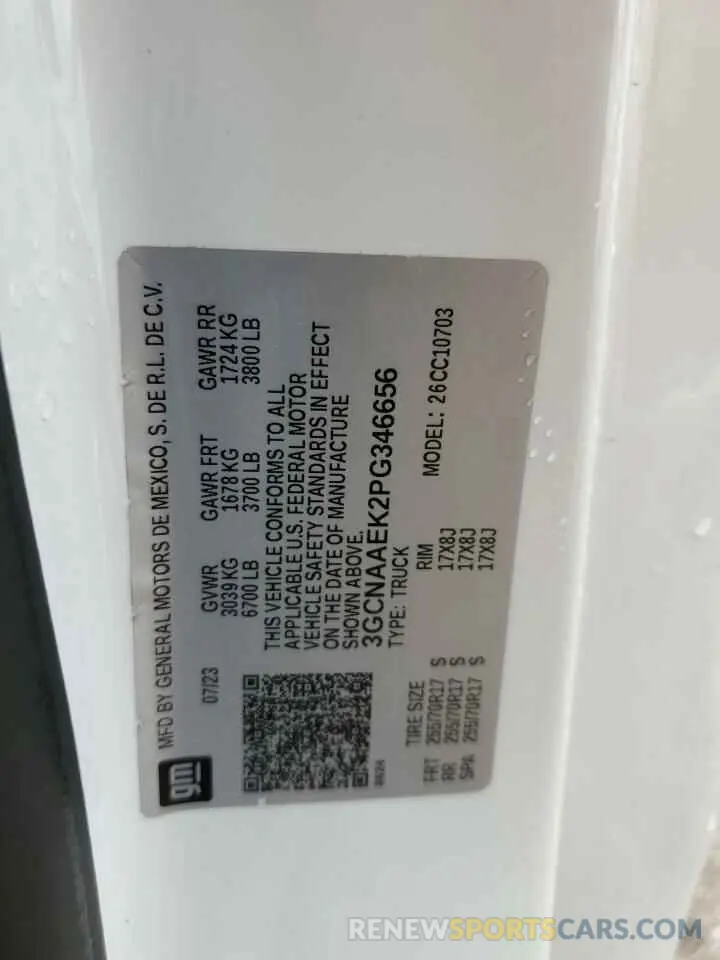 gm
MFD BY GENERAL MOTORS DE MEXICO, S. DE R.L. DE C.V.
07/23
GVWR GAWR FRT GAWR RR
3039 KG 1678 KG 1724 KG
6700 LB 3700 LB 3800 LB
THIS VEHICLE CONFORMS TO ALL
APPLICABLE U.S. FEDERAL MOTOR
VEHICLE SAFETY STANDARDS IN EFFECT
ON THE DATE OF MANUFACTURE
SHOWN ABOVE.
3GCNAAEK2PG346656
TYPE: TRUCK
MODEL: 26CC10703
TIRE SIZE RIM
FRT 255/70R17 S 17X8J
RR 255/70R17 S 17X8J
SPA 255/70R17 S 17X8J
RENEWSPORTSCARS.COM